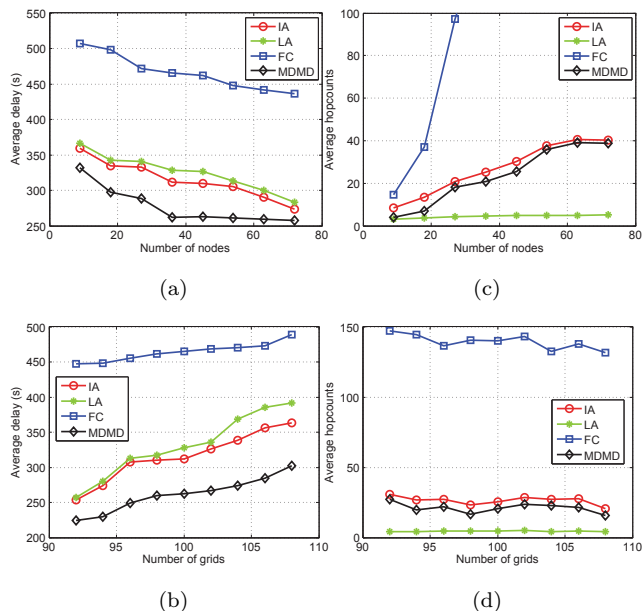 550
500
450
400
350
300
250
0 20 40 60 80
Average delay (s)
Number of nodes
IA
LA
FC
MDMD
(a)
100
80
60
40
20
0
0 20 40 60 80
Average hopcounts
Number of nodes
IA
LA
FC
MDMD
(c)
500
450
400
350
300
250
200
90 95 100 105 110
Average delay (s)
Number of grids
IA
LA
FC
MDMD
(b)
150
100
50
0
90 95 100 105 110
Average hopcounts
Number of grids
IA
LA
FC
MDMD
(d)